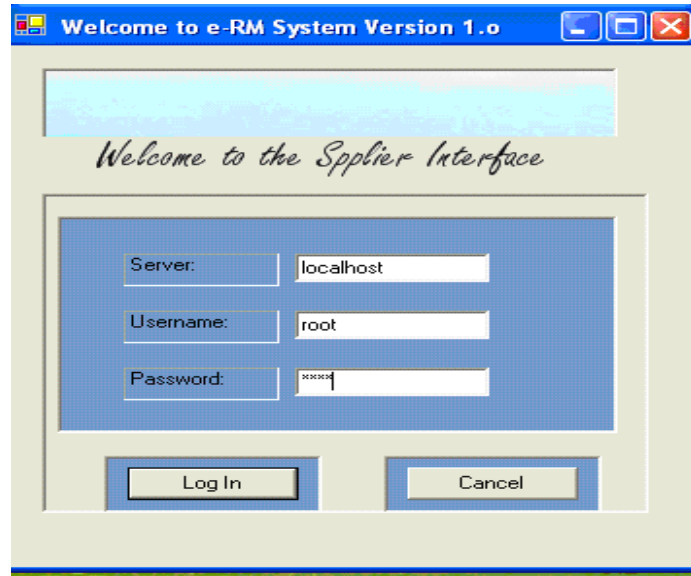 Welcome to e-RM System Version 1.o
Welcome to the Spplier Interface
Server: localhost
Username: root
Password: ****
Log In Cancel